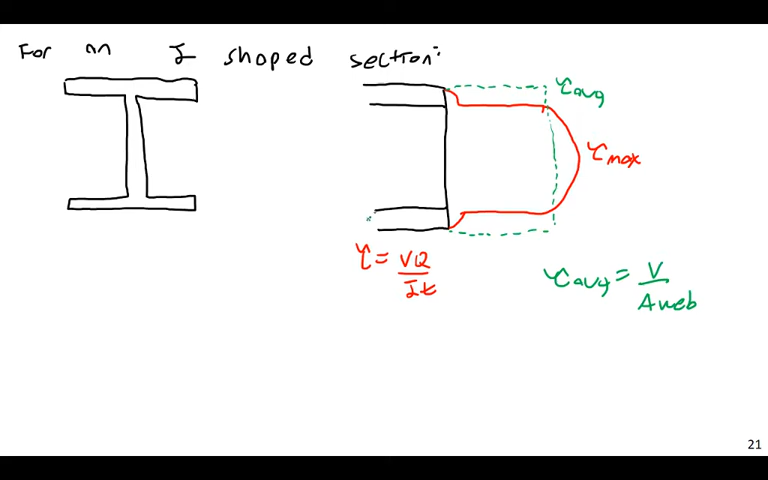 For an I shaped section:
τavg
τmax
τ = VQ
It
τavg = V
Aweb
21